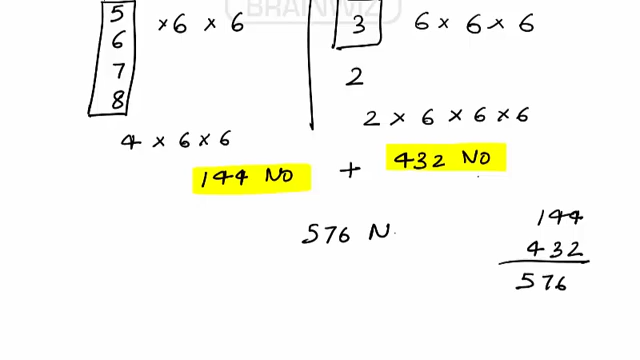 BRAINWIZ
5
6
7
8
× 6 × 6
4 × 6 × 6
144 NO
3
6 × 6 × 6
2
2 × 6 × 6 × 6
+
432 NO
576 N
144
432
576